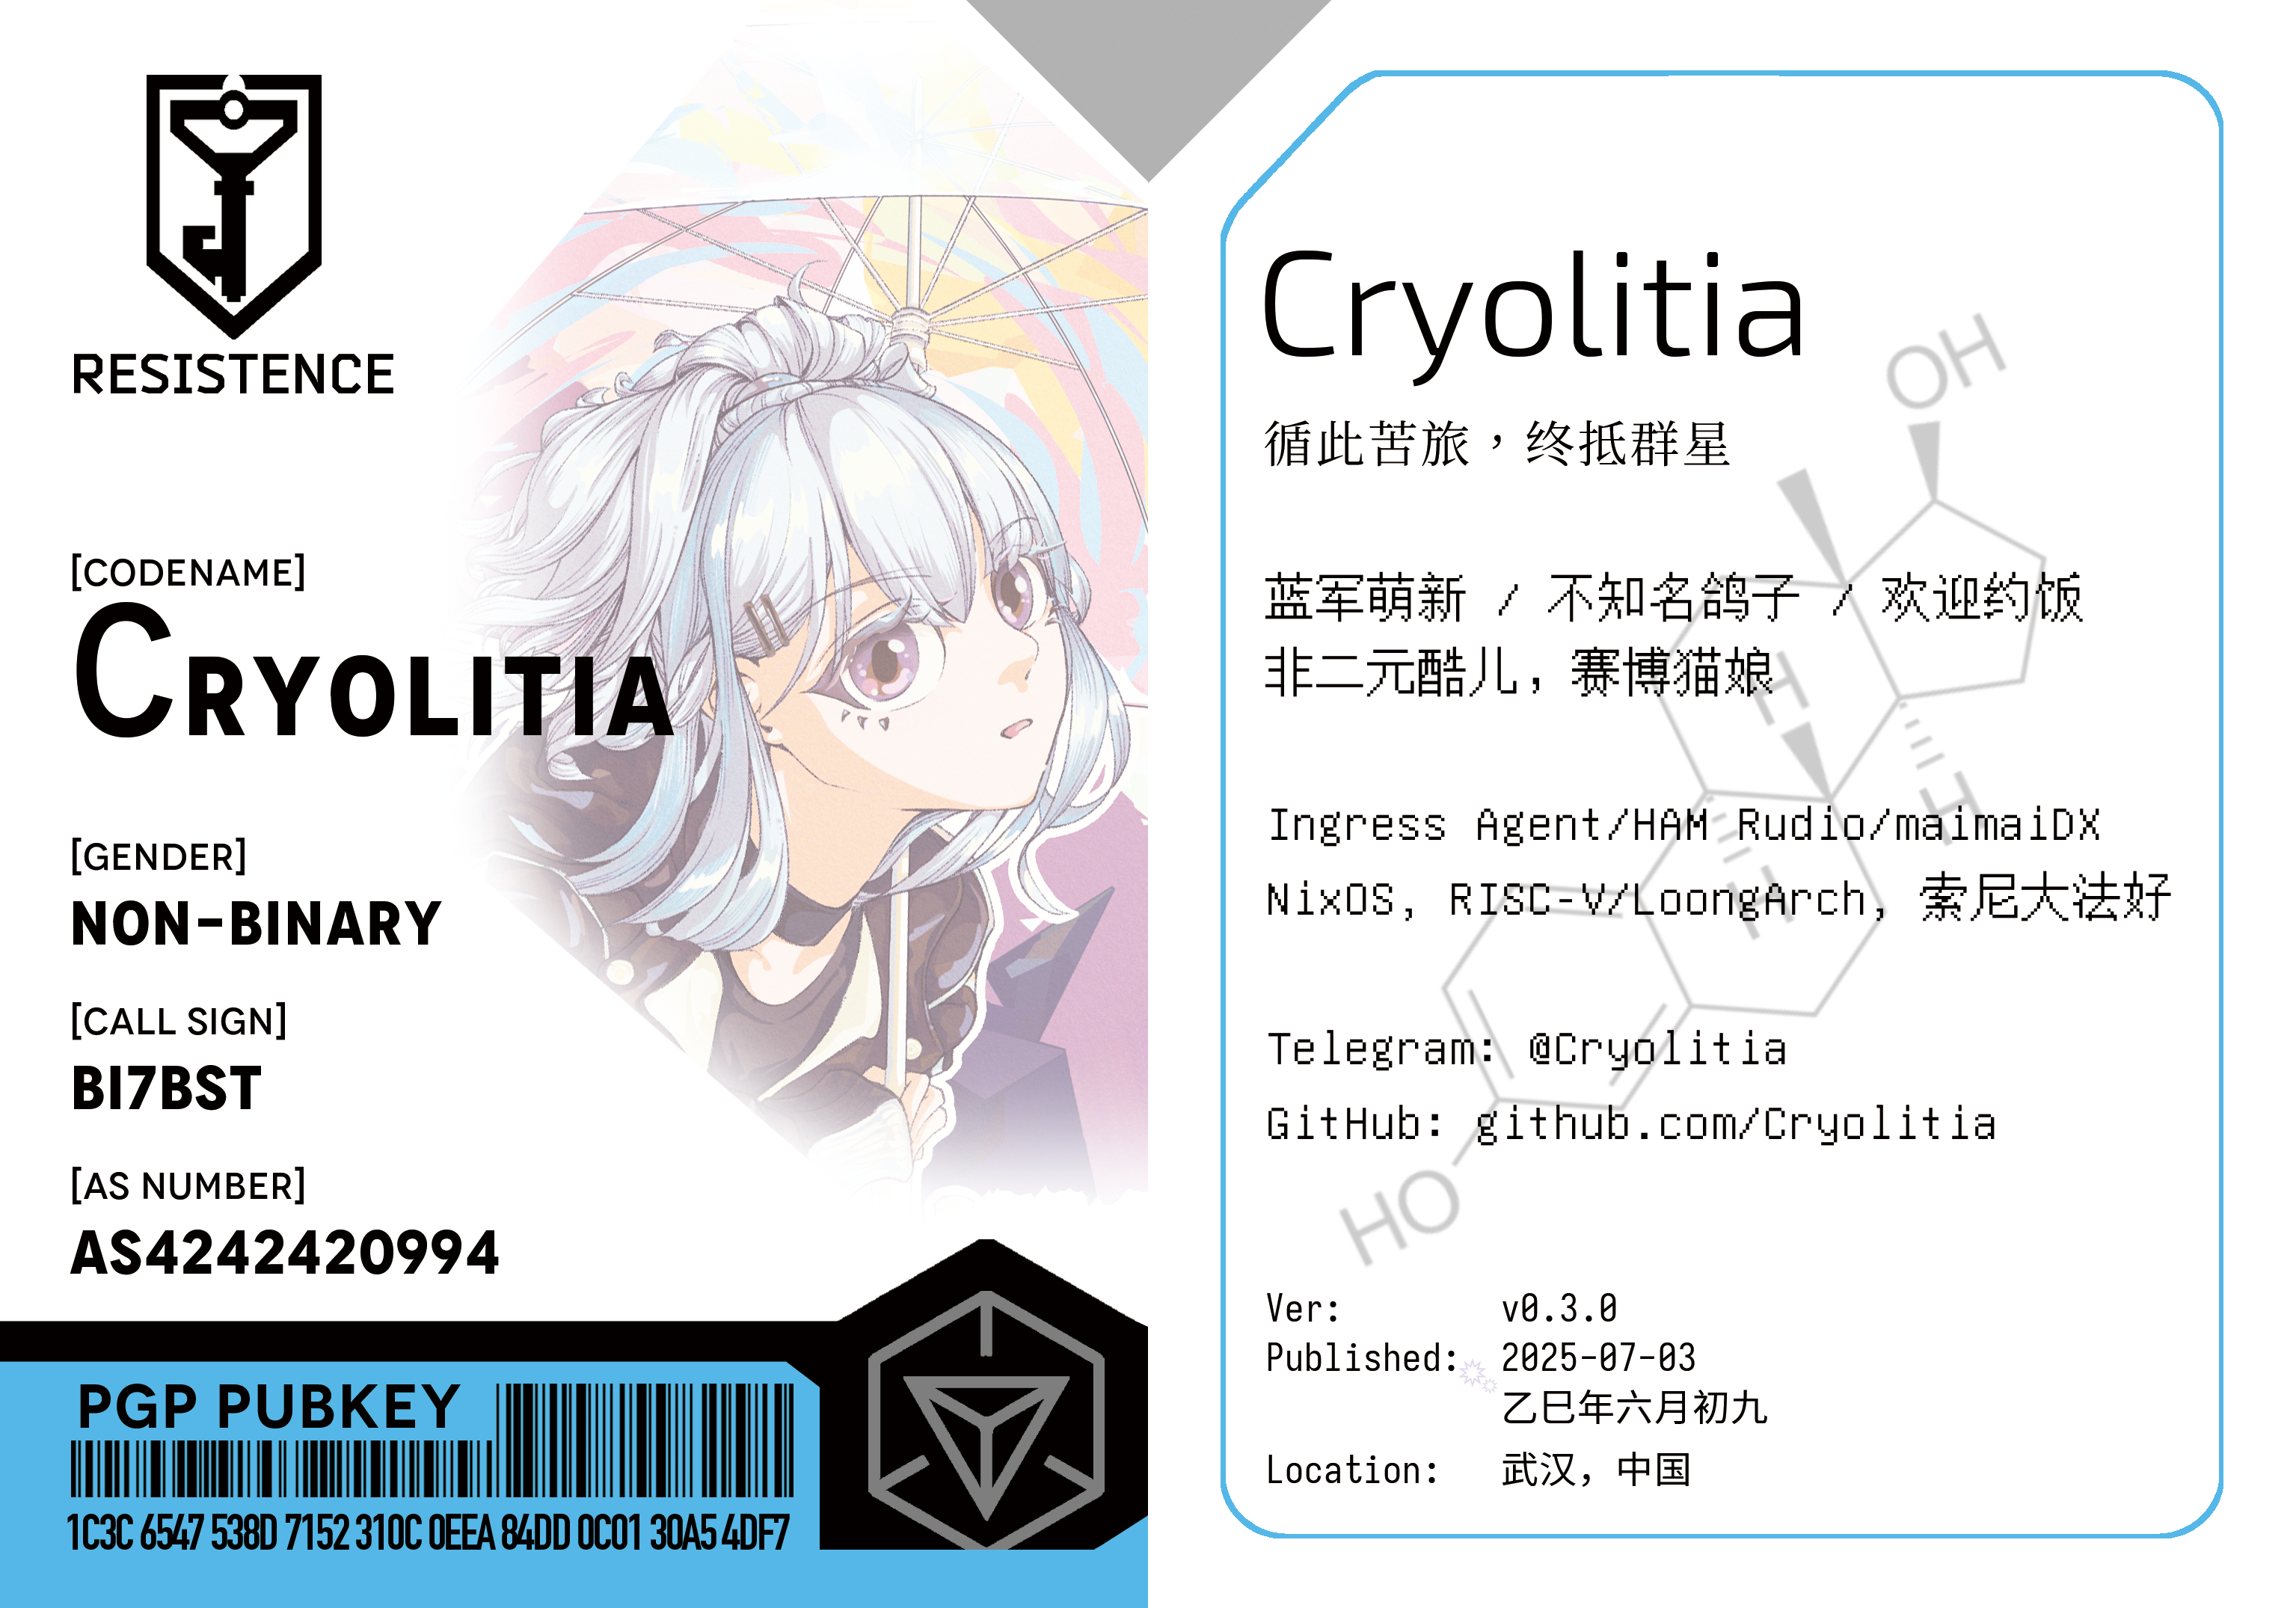 RESISTENCE
[CODENAME]
CRYOLITIA
[GENDER]
NON-BINARY
[CALL SIGN]
BI7BST
[AS NUMBER]
AS4242420994
PGP PUBKEY
1C3C 6547 538D 7152 310C 0EEA 84DD 0C01 30A5 4DF7
Cryolitia
循此苦旅，终抵群星
蓝军萌新 / 不知名鸽子 / 欢迎约饭
非二元酷儿，赛博猫娘
Ingress Agent/HAM Rudio/maimaiDX
NixOS, RISC-V/LoongArch, 索尼大法好
Telegram: @Cryolitia
GitHub: github.com/Cryolitia
OH
H
H
H
HO
Ver: v0.3.0
Published: 2025-07-03
乙巳年六月初九
Location: 武汉，中国